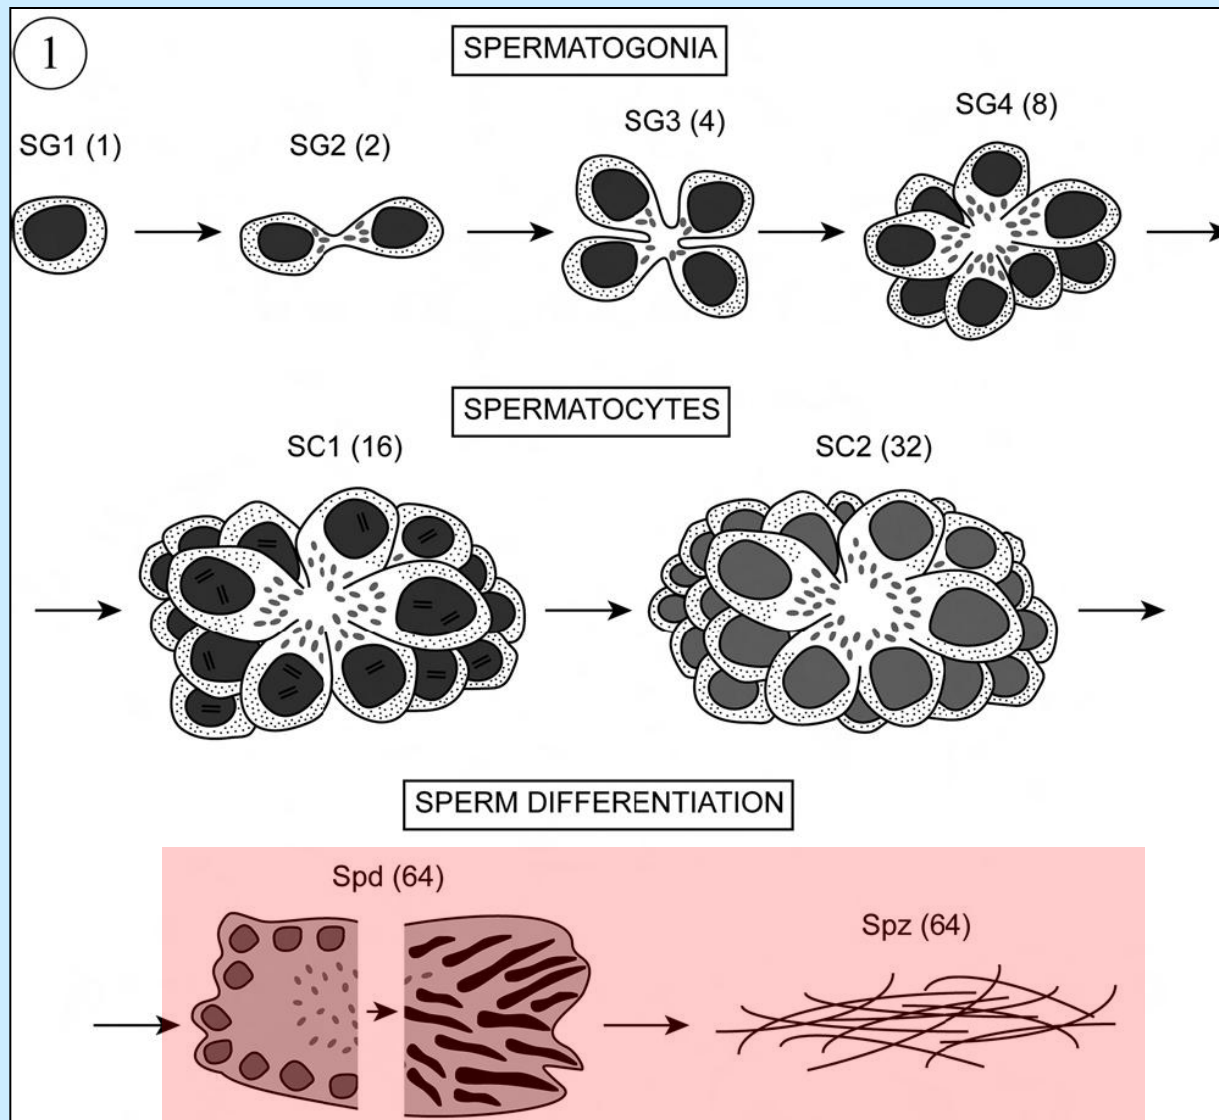 1
SPERMATOGONIA
SG1 (1)
SG2 (2)
SG3 (4)
SG4 (8)
SPERMATOCYTES
SC1 (16)
SC2 (32)
SPERM DIFFERENTIATION
Spd (64)
Spz (64)